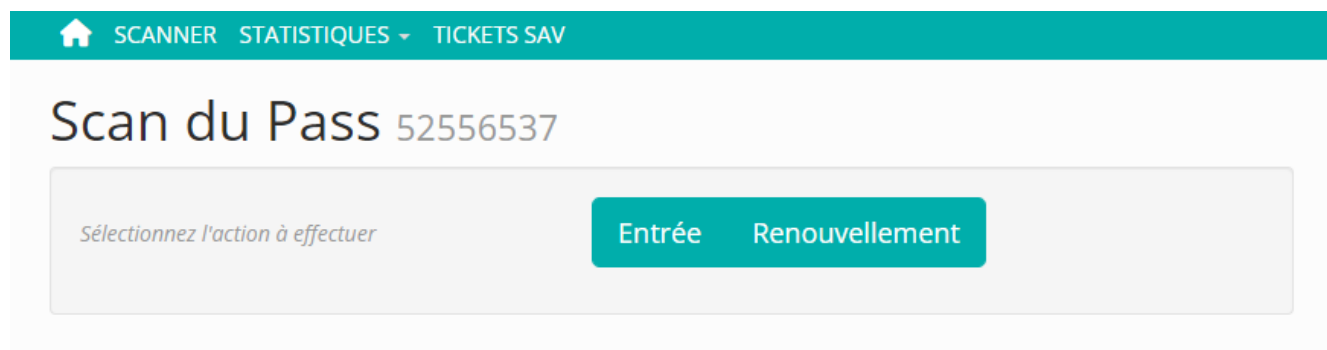 SCANNER STATISTIQUES TICKETS SAV
Scan du Pass 52556537
Sélectionnez l'action à effectuer Entrée Renouvellement